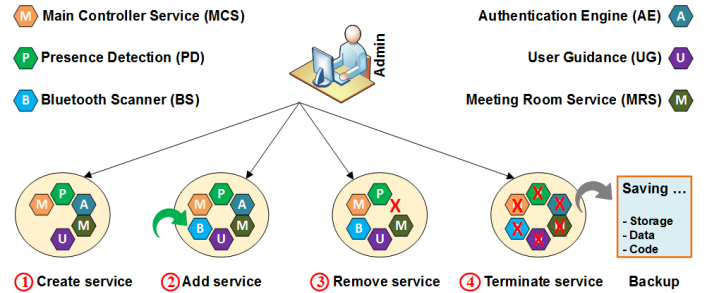 M Main Controller Service (MCS)
Authentication Engine (AE) A
P Presence Detection (PD)
User Guidance (UG) U
B Bluetooth Scanner (BS)
Meeting Room Service (MRS) M
Admin
P
M A
M
U
P
M A
B M
U
P
M X
B M
U
X
X X
X X
X
Saving ...
- Storage
- Data
- Code
1 Create service
2 Add service
3 Remove service
4 Terminate service
Backup